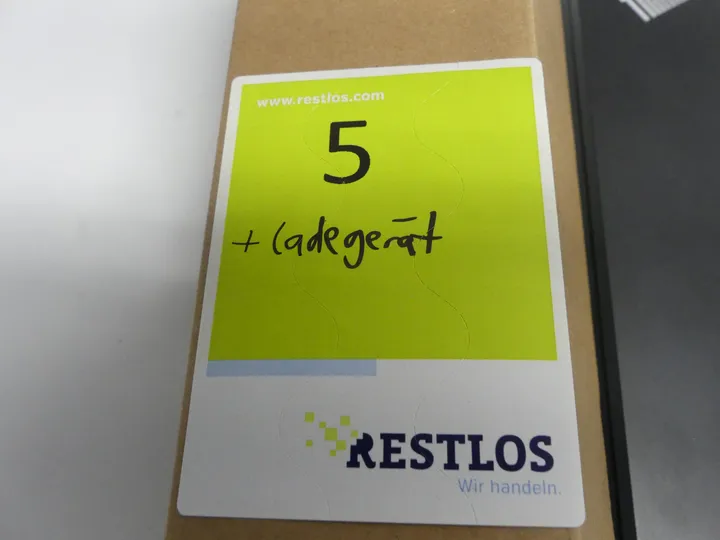 www.restlos.com
5
+ Ladegerät
RESTLOS
Wir handeln.